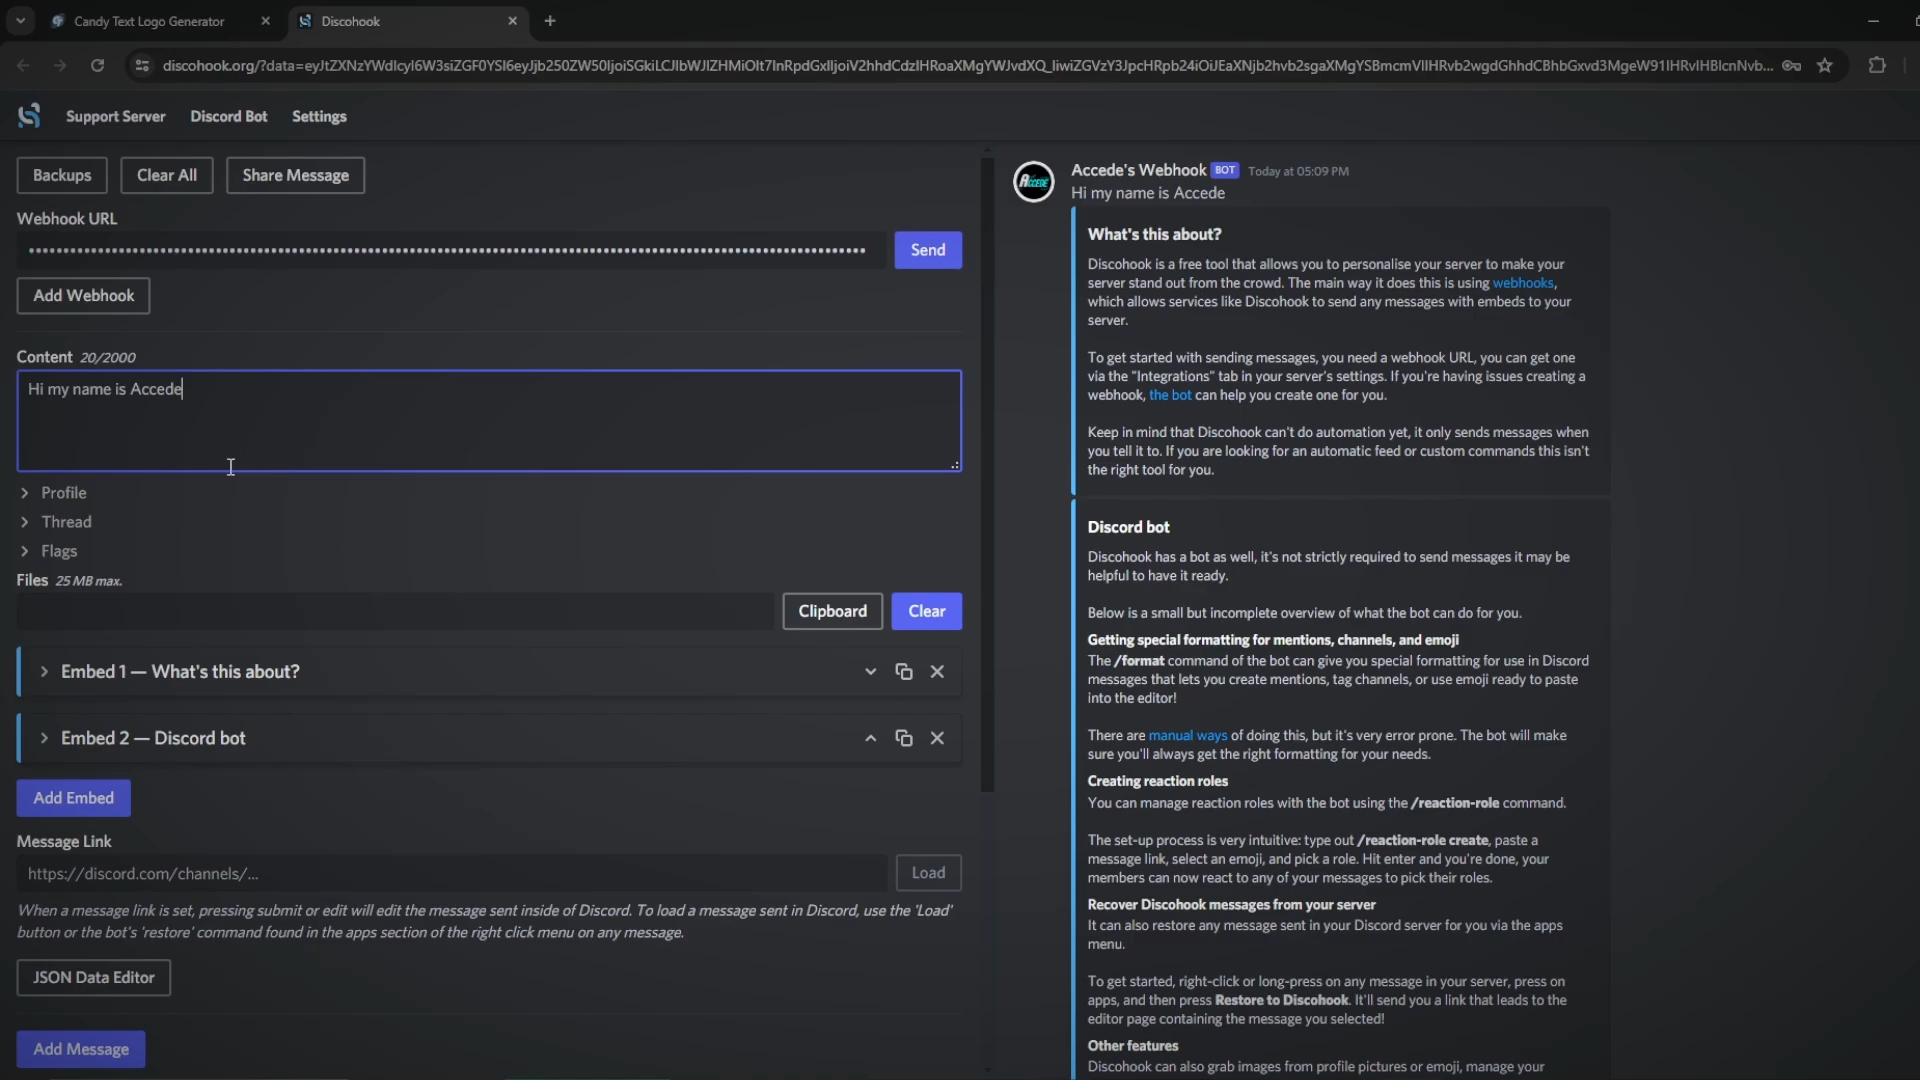 Candy Text Logo Generator
Discohook
Support Server
Discord Bot
Settings
Backups
Clear All
Share Message
Webhook URL
Send
Add Webhook
Content 20/2000
Hi my name is Accede
Profile
Thread
Flags
Files 25 MB max.
Clipboard
Clear
Embed 1 — What's this about?
Embed 2 — Discord bot
Add Embed
Message Link
https://discord.com/channels/...
Load
When a message link is set, pressing submit or edit will edit the message sent inside of Discord. To load a message sent in Discord, use the 'Load'
button or the bot's 'restore' command found in the apps section of the right click menu on any message.
JSON Data Editor
Add Message
ACCEDE
Accede's Webhook BOT Today at 05:09 PM
Hi my name is Accede
What's this about?
Discohook is a free tool that allows you to personalise your server to make your
server stand out from the crowd. The main way it does this is using webhooks,
which allows services like Discohook to send any messages with embeds to your
server.
To get started with sending messages, you need a webhook URL, you can get one
via the "Integrations" tab in your server's settings. If you're having issues creating a
webhook, the bot can help you create one for you.
Keep in mind that Discohook can't do automation yet, it only sends messages when
you tell it to. If you are looking for an automatic feed or custom commands this isn't
the right tool for you.
Discord bot
Discohook has a bot as well, it's not strictly required to send messages it may be
helpful to have it ready.
Below is a small but incomplete overview of what the bot can do for you.
Getting special formatting for mentions, channels, and emoji
The /format command of the bot can give you special formatting for use in Discord
messages that lets you create mentions, tag channels, or use emoji ready to paste
into the editor!
There are manual ways of doing this, but it's very error prone. The bot will make
sure you'll always get the right formatting for your needs.
Creating reaction roles
You can manage reaction roles with the bot using the /reaction-role command.
The set-up process is very intuitive: type out /reaction-role create, paste a
message link, select an emoji, and pick a role. Hit enter and you're done, your
members can now react to any of your messages to pick their roles.
Recover Discohook messages from your server
It can also restore any message sent in your Discord server for you via the apps
menu.
To get started, right-click or long-press on any message in your server, press on
apps, and then press Restore to Discohook. It'll send you a link that leads to the
editor page containing the message you selected!
Other features
Discohook can also grab images from profile pictures or emoji, manage your